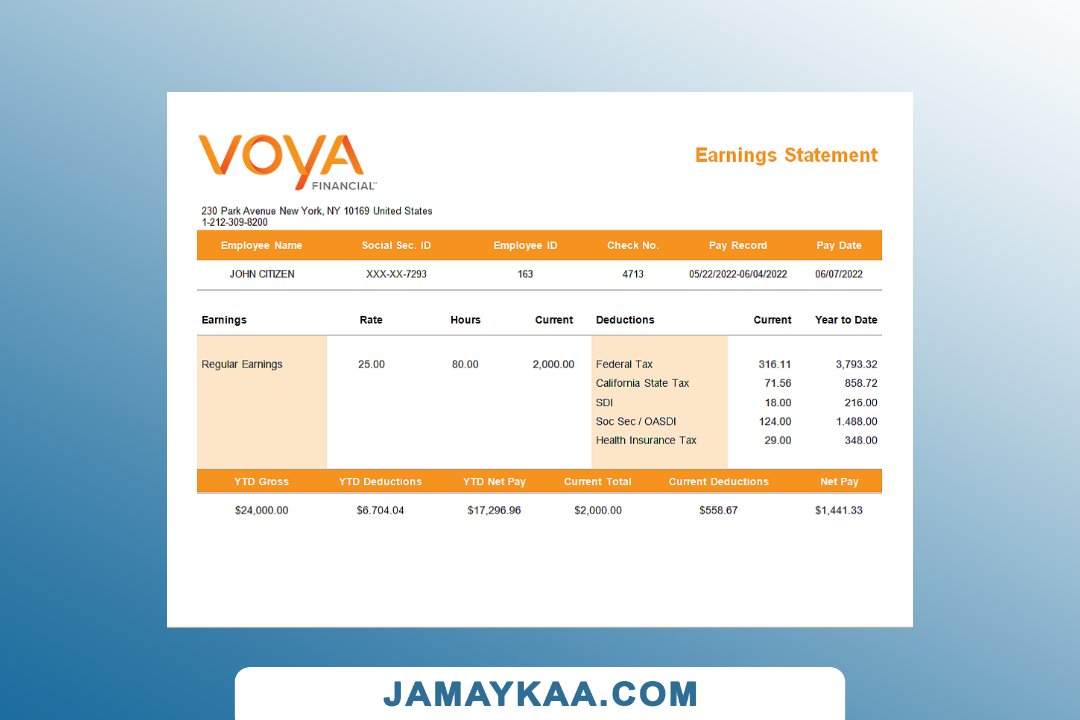 VOYA
FINANCIAL
Earnings Statement
230 Park Avenue New York, NY 10169 United States
1-212-309-8200
Employee Name Social Sec. ID Employee ID Check No. Pay Record Pay Date
JOHN CITIZEN XXX-XX-7293 163 4713 05/22/2022-06/04/2022 06/07/2022
Earnings Rate Hours Current Deductions Current Year to Date
Regular Earnings 25.00 80.00 2,000.00 Federal Tax 316.11 3,793.32
California State Tax 71.56 858.72
SDI 18.00 216.00
Soc Sec / OASDI 124.00 1.488.00
Health Insurance Tax 29.00 348.00
YTD Gross YTD Deductions YTD Net Pay Current Total Current Deductions Net Pay
$24,000.00 $6.704.04 $17,296.96 $2,000.00 $558.67 $1,441.33
JAMAYKAA.COM